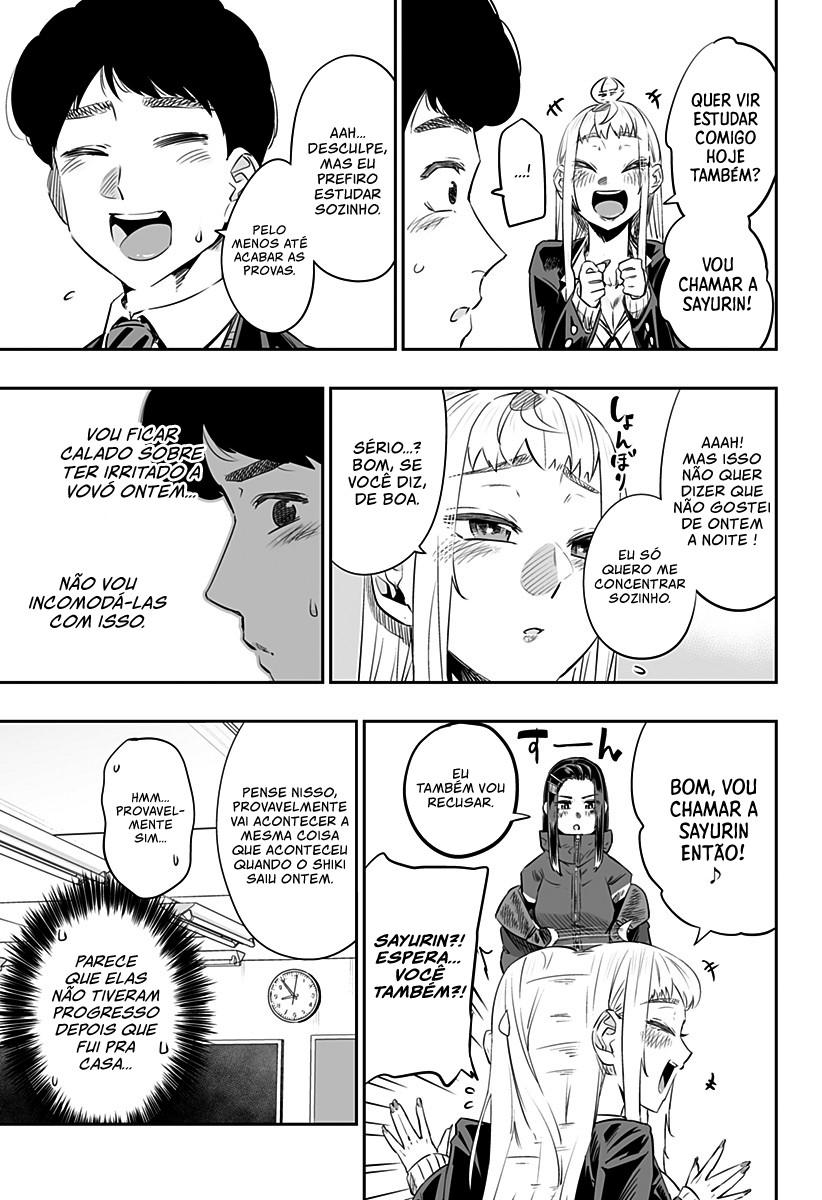 QUER VIR
ESTUDAR
COMIGO
HOJE
TAMBÉM?
VOU
CHAMAR A
SAYURIN!
...!
AAH...
DESCULPE,
MAS EU
PREFIRO
ESTUDAR
SOZINHO.
PELO
MENOS ATÉ
ACABAR AS
PROVAS.
AAAH!
MAS ISSO
NÃO QUER
DIZER QUE
NÃO GOSTEI
DE ONTEM
A NOITE !
EU SÓ
QUERO ME
CONCENTRAR
SOZINHO.
しょんぼり
SÉRIO...?
BOM, SE
VOCÊ DIZ,
DE BOA.
VOU FICAR
CALADO SOBRE
TER IRRITADO A
VOVÓ ONTEM...
NÃO VOU
INCOMODÁ-LAS
COM ISSO.
BOM, VOU
CHAMAR A
SAYURIN
ENTÃO!
♪
すーん
EU
TAMBÉM VOU
RECUSAR.
SAYURIN?!
ESPERA...
VOCÊ
TAMBÉM?!
PENSE NISSO,
PROVAVELMENTE
VAI ACONTECER A
MESMA COISA
QUE ACONTECEU
QUANDO O SHIKI
SAIU ONTEM.
HMM...
PROVAVEL-
MENTE
SIM...
PARECE
QUE ELAS
NÃO TIVERAM
PROGRESSO
DEPOIS QUE
FUI PRA
CASA...